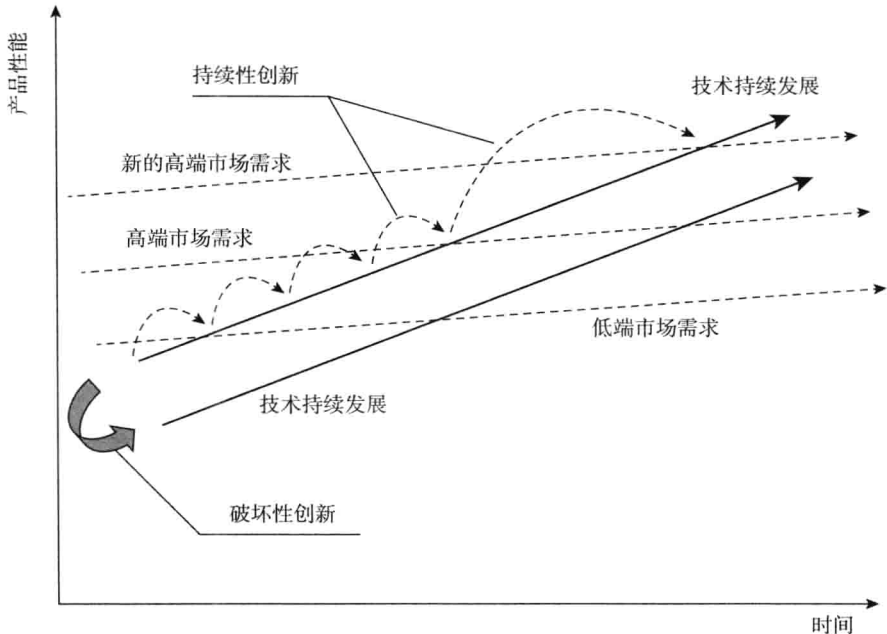 产品性能
持续性创新
技术持续发展
新的高端市场需求
高端市场需求
低端市场需求
技术持续发展
破坏性创新
时间